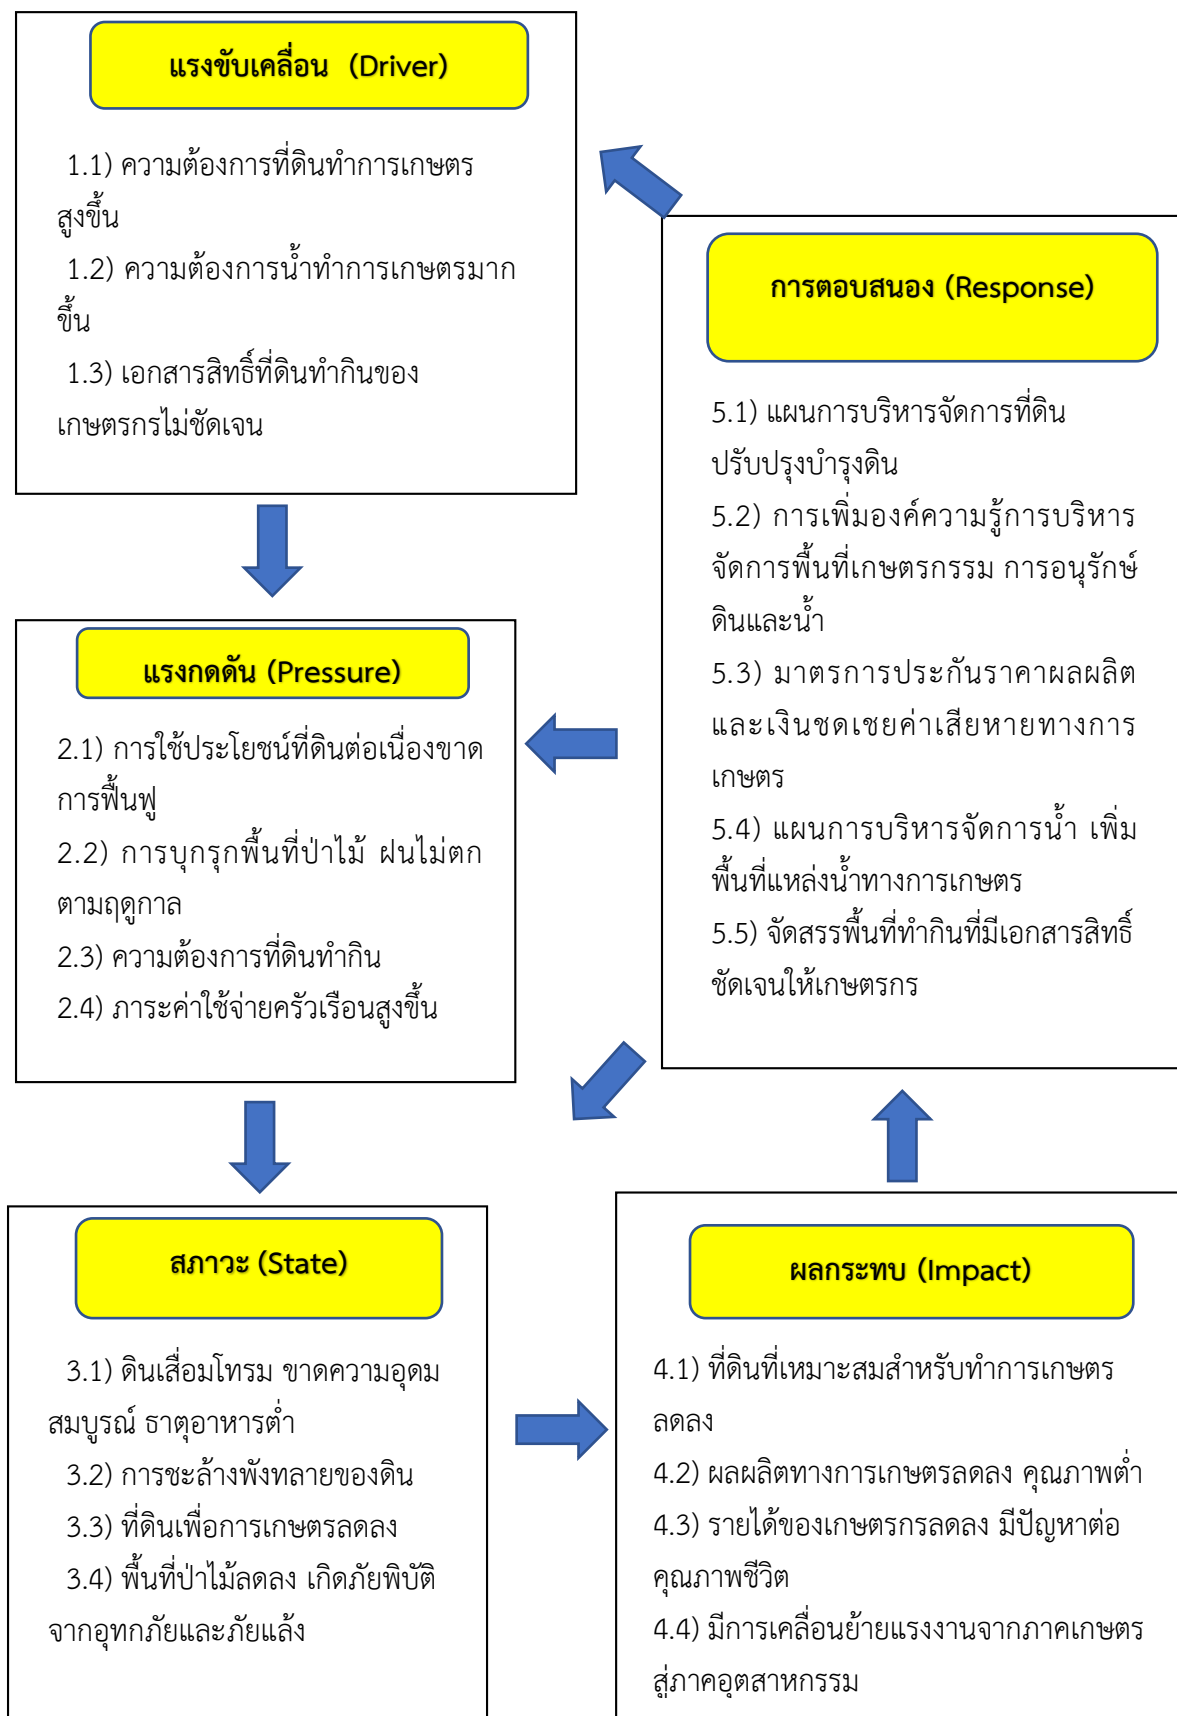 แรงขับเคลื่อน (Driver)
1.1) ความต้องการที่ดินทำการเกษตร
สูงขึ้น
1.2) ความต้องการน้ำทำการเกษตรมาก
ขึ้น
1.3) เอกสารสิทธิ์ที่ดินทำกินของ
เกษตรกรไม่ชัดเจน
แรงกดดัน (Pressure)
2.1) การใช้ประโยชน์ที่ดินต่อเนื่องขาด
การฟื้นฟู
2.2) การบุกรุกพื้นที่ป่าไม้ ฝนไม่ตก
ตามฤดูกาล
2.3) ความต้องการที่ดินทำกิน
2.4) ภาระค่าใช้จ่ายครัวเรือนสูงขึ้น
สภาวะ (State)
3.1) ดินเสื่อมโทรม ขาดความอุดม
สมบูรณ์ ธาตุอาหารต่ำ
3.2) การชะล้างพังทลายของดิน
3.3) ที่ดินเพื่อการเกษตรลดลง
3.4) พื้นที่ป่าไม้ลดลง เกิดภัยพิบัติ
จากอุทกภัยและภัยแล้ง
ผลกระทบ (Impact)
4.1) ที่ดินที่เหมาะสมสำหรับทำการเกษตร
ลดลง
4.2) ผลผลิตทางการเกษตรลดลง คุณภาพต่ำ
4.3) รายได้ของเกษตรกรลดลง มีปัญหาต่อ
คุณภาพชีวิต
4.4) มีการเคลื่อนย้ายแรงงานจากภาคเกษตร
สู่ภาคอุตสาหกรรม
การตอบสนอง (Response)
5.1) แผนการบริหารจัดการที่ดิน
ปรับปรุงบำรุงดิน
5.2) การเพิ่มองค์ความรู้การบริหาร
จัดการพื้นที่เกษตรกรรม การอนุรักษ์
ดินและน้ำ
5.3) มาตรการประกันราคาผลผลิต
และเงินชดเชยค่าเสียหายทางการ
เกษตร
5.4) แผนการบริหารจัดการน้ำ เพิ่ม
พื้นที่แหล่งน้ำทางการเกษตร
5.5) จัดสรรพื้นที่ทำกินที่มีเอกสารสิทธิ์
ชัดเจนให้เกษตรกร